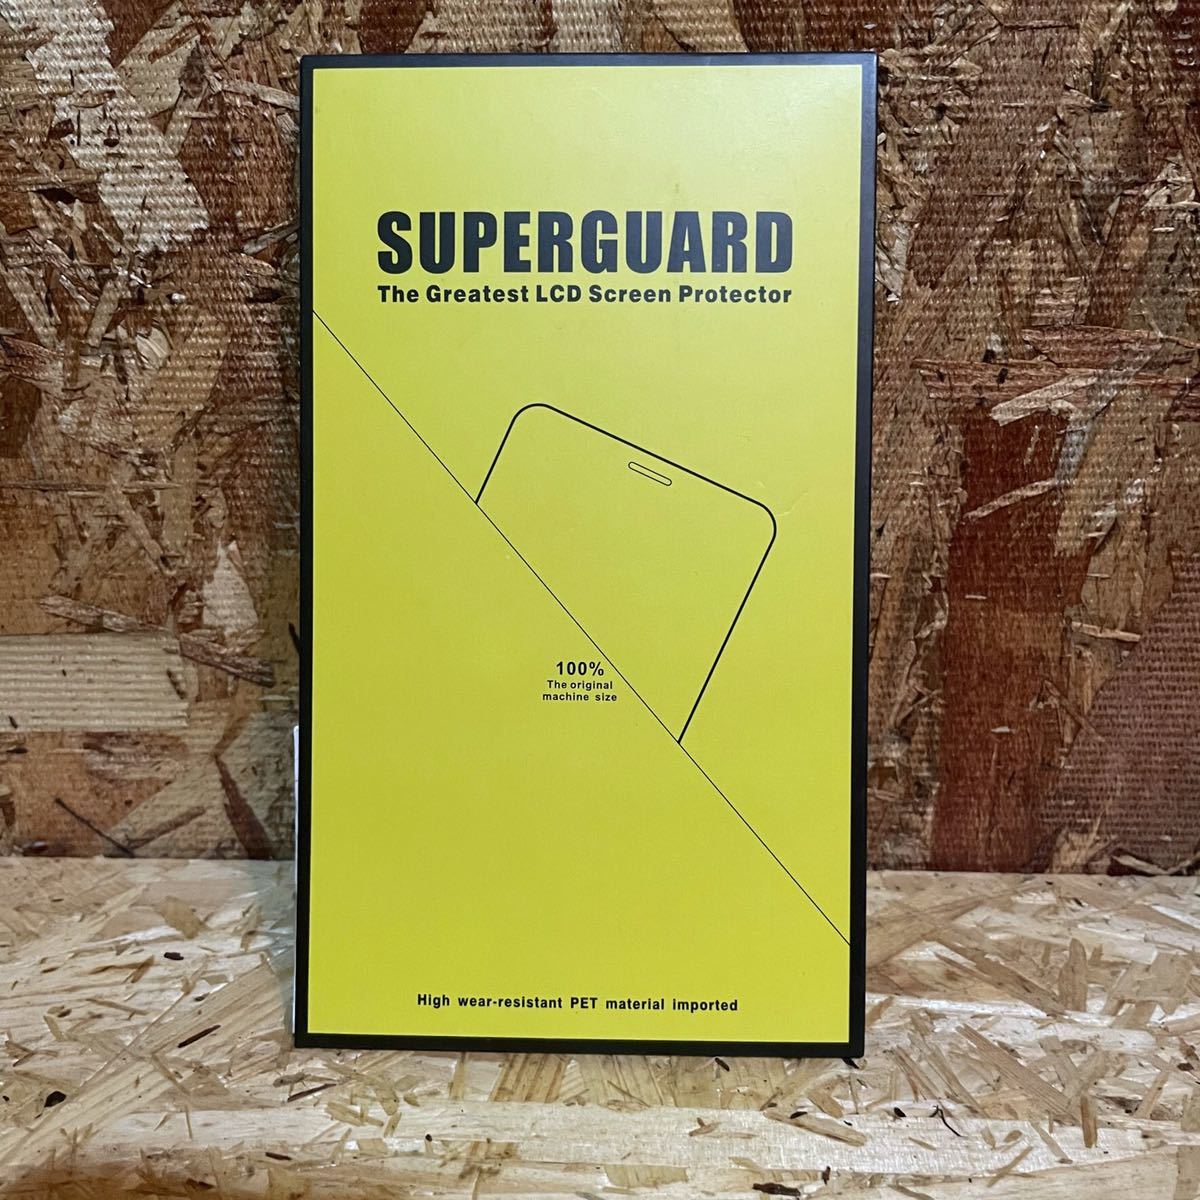 SUPERGUARD
The Greatest LCD Screen Protector
100%
The original
machine size
High wear-resistant PET material imported